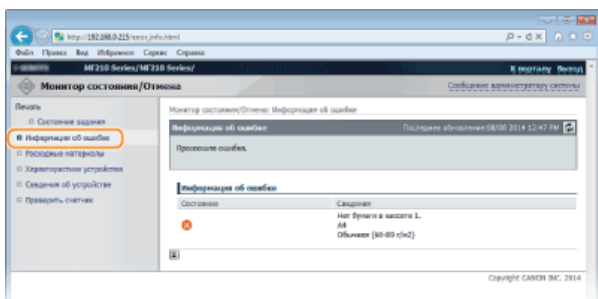 http://192.168.0.215/error_info.html
Файл Правка Вид Избранное Сервис Справка
MF210 Series/MF210 Series/
К порталу Выход
Монитор состояния/Отмена
Сообщение администратору системы
Печать
Состояние задания
Информация об ошибке
Расходные материалы
Характеристики устройства
Сведения об устройстве
Проверить счетчик
Монитор состояния/Отмена: Информация об ошибке
Информация об ошибке
Последнее обновление:08/08 2014 12:47 PM
Произошла ошибка.
Информация об ошибке
Состояние Сведения
Нет бумаги в кассете 1.
A4
Обычная (60-89 г/м2)
Copyright CANON INC. 2014